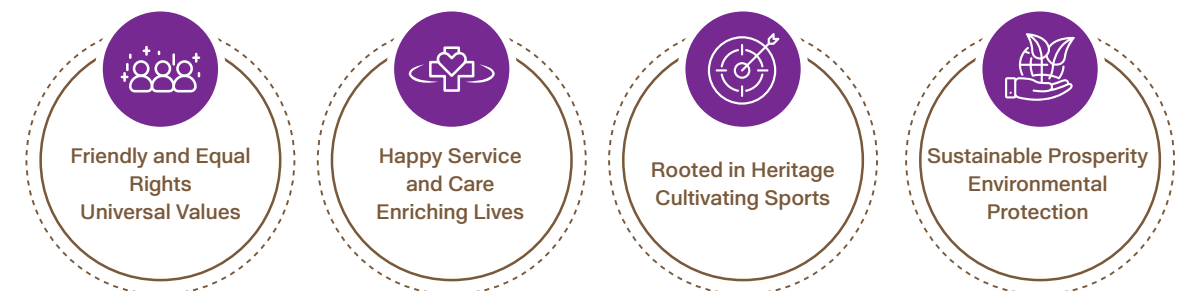 Friendly and Equal
Rights
Universal Values
Happy Service
and Care
Enriching Lives
Rooted in Heritage
Cultivating Sports
Sustainable Prosperity
Environmental
Protection